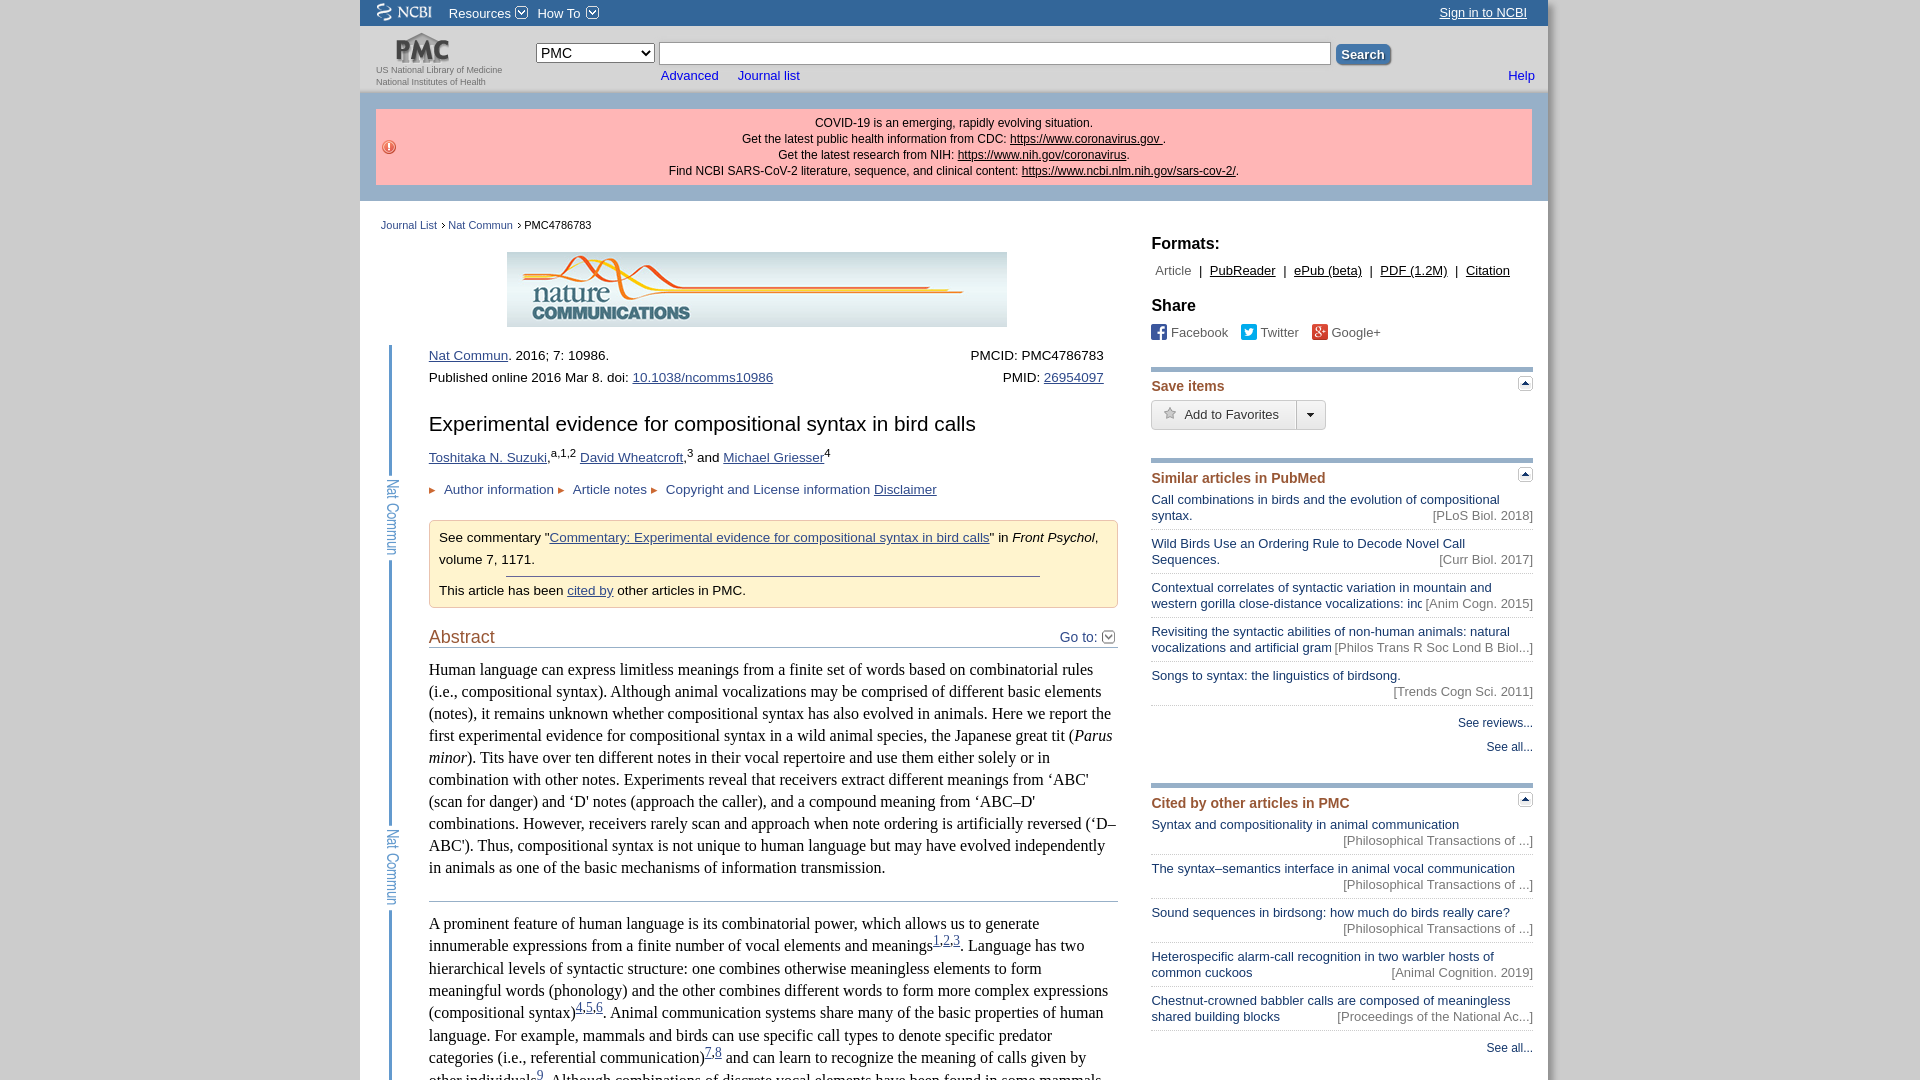 NCBI Resources How To Sign in to NCBI
PMC
US National Library of Medicine
National Institutes of Health
PMC
Search
Advanced Journal list Help
COVID-19 is an emerging, rapidly evolving situation.
Get the latest public health information from CDC: https://www.coronavirus.gov .
Get the latest research from NIH: https://www.nih.gov/coronavirus.
Find NCBI SARS-CoV-2 literature, sequence, and clinical content: https://www.ncbi.nlm.nih.gov/sars-cov-2/.
Journal List > Nat Commun > PMC4786783
nature
COMMUNICATIONS
Nat Commun
Nat Commun
Nat Commun. 2016; 7: 10986. PMCID: PMC4786783
Published online 2016 Mar 8. doi: 10.1038/ncomms10986 PMID: 26954097
Experimental evidence for compositional syntax in bird calls
Toshitaka N. Suzuki,a,1,2 David Wheatcroft,3 and Michael Griesser4
► Author information ► Article notes ► Copyright and License information Disclaimer
See commentary "Commentary: Experimental evidence for compositional syntax in bird calls" in Front Psychol,
volume 7, 1171.
This article has been cited by other articles in PMC.
Abstract Go to:
Human language can express limitless meanings from a finite set of words based on combinatorial rules
(i.e., compositional syntax). Although animal vocalizations may be comprised of different basic elements
(notes), it remains unknown whether compositional syntax has also evolved in animals. Here we report the
first experimental evidence for compositional syntax in a wild animal species, the Japanese great tit (Parus
minor). Tits have over ten different notes in their vocal repertoire and use them either solely or in
combination with other notes. Experiments reveal that receivers extract different meanings from ‘ABC'
(scan for danger) and ‘D' notes (approach the caller), and a compound meaning from ‘ABC–D'
combinations. However, receivers rarely scan and approach when note ordering is artificially reversed (‘D–
ABC'). Thus, compositional syntax is not unique to human language but may have evolved independently
in animals as one of the basic mechanisms of information transmission.
A prominent feature of human language is its combinatorial power, which allows us to generate
innumerable expressions from a finite number of vocal elements and meanings1,2,3. Language has two
hierarchical levels of syntactic structure: one combines otherwise meaningless elements to form
meaningful words (phonology) and the other combines different words to form more complex expressions
(compositional syntax)4,5,6. Animal communication systems share many of the basic properties of human
language. For example, mammals and birds can use specific call types to denote specific predator
categories (i.e., referential communication)7,8 and can learn to recognize the meaning of calls given by
other individuals9. Although combinations of discrete vocal elements have been found in some mammals
Formats:
Article | PubReader | ePub (beta) | PDF (1.2M) | Citation
Share
Facebook Twitter Google+
Save items
Add to Favorites
Similar articles in PubMed
Call combinations in birds and the evolution of compositional
syntax. [PLoS Biol. 2018]
Wild Birds Use an Ordering Rule to Decode Novel Call
Sequences. [Curr Biol. 2017]
Contextual correlates of syntactic variation in mountain and
western gorilla close-distance vocalizations: inc [Anim Cogn. 2015]
Revisiting the syntactic abilities of non-human animals: natural
vocalizations and artificial gram [Philos Trans R Soc Lond B Biol...]
Songs to syntax: the linguistics of birdsong.
[Trends Cogn Sci. 2011]
See reviews...
See all...
Cited by other articles in PMC
Syntax and compositionality in animal communication
[Philosophical Transactions of ...]
The syntax–semantics interface in animal vocal communication
[Philosophical Transactions of ...]
Sound sequences in birdsong: how much do birds really care?
[Philosophical Transactions of ...]
Heterospecific alarm-call recognition in two warbler hosts of
common cuckoos [Animal Cognition. 2019]
Chestnut-crowned babbler calls are composed of meaningless
shared building blocks [Proceedings of the National Ac...]
See all...